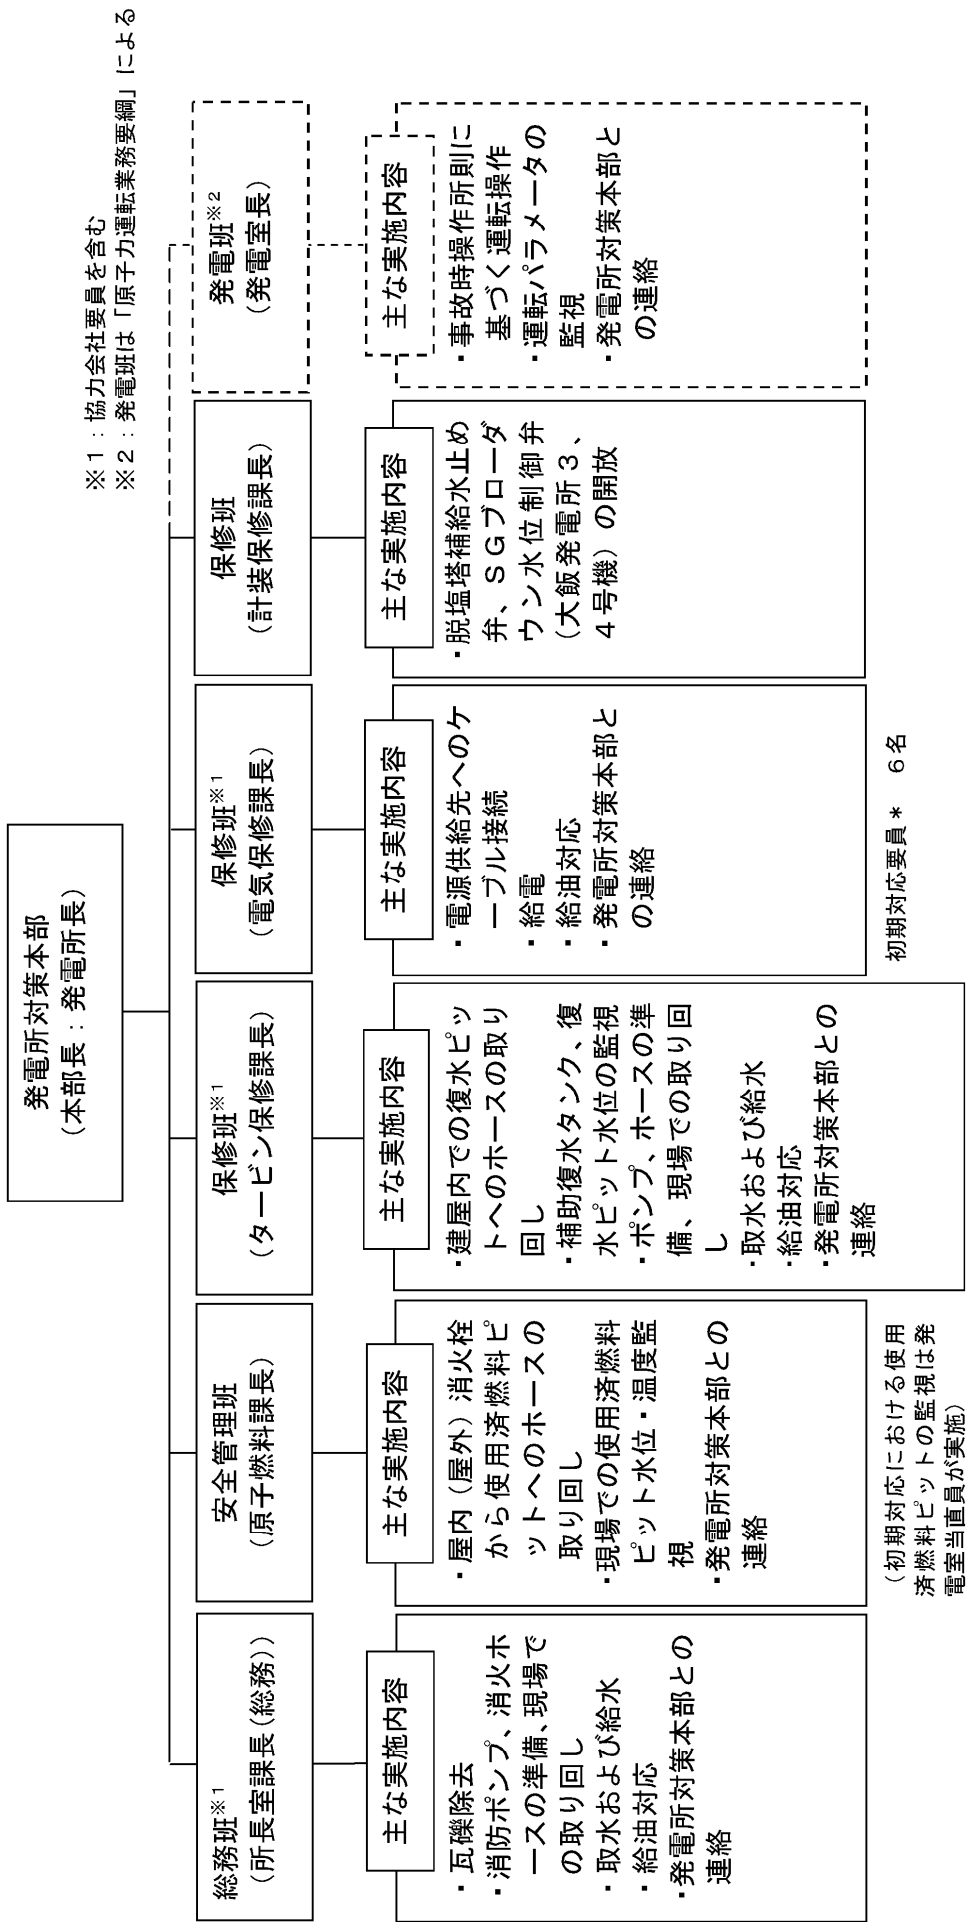 ※１：協力会社要員を含む
※２：発電班は「原子力運転業務要綱」による
発電所対策本部
（本部長：発電所長）
総務班※1
（所長室課長（総務））
主な実施内容
・瓦礫除去
・消防ポンプ、消火ホ
ースの準備、現場で
の取り回し
・取水および給水
・給油対応
・発電所対策本部との
連絡
安全管理班
（原子燃料課長）
主な実施内容
・屋内（屋外）消火栓
から使用済燃料ピ
ットへのホースの
取り回し
・現場での使用済燃料
ピット水位・温度監
視
・発電所対策本部との
連絡
（初期対応における使用
済燃料ピットの監視は発
電室当直員が実施）
保修班※1
（タービン保修課長）
主な実施内容
・建屋内での復水ピッ
トへのホースの取り
回し
・補助復水タンク、復
水ピット水位の監視
・ポンプ、ホースの準
備、現場での取り回
し
・取水および給水
・給油対応
・発電所対策本部との
連絡
保修班※1
（電気保修課長）
主な実施内容
・電源供給先へのケ
ーブル接続
・給電
・給油対応
・発電所対策本部と
の連絡
初期対応要員＊　６名
保修班
（計装保修課長）
主な実施内容
・脱塩塔補給水止め
弁、ＳＧブローダ
ウン水位制御弁
（大飯発電所３、
４号機）の開放
発電班※2
（発電室長）
主な実施内容
・事故時操作所則に
基づく運転操作
・運転パラメータの
監視
・発電所対策本部と
の連絡